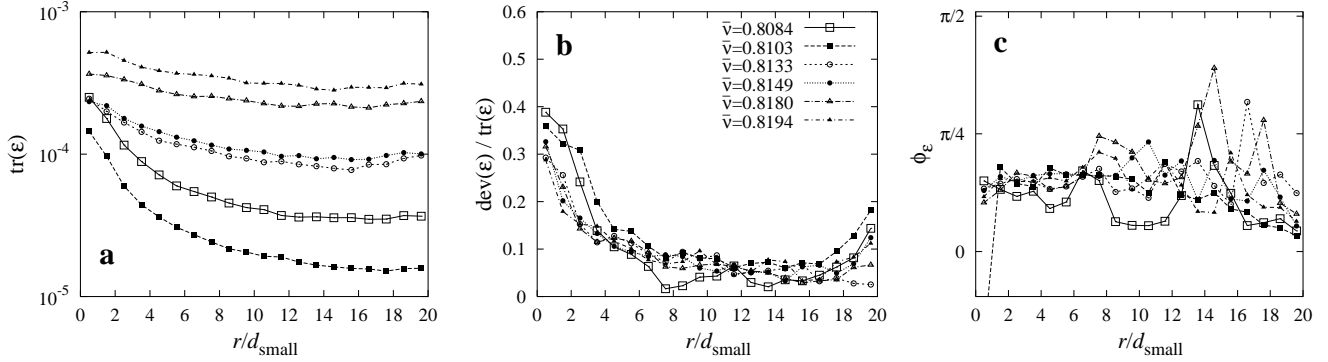 10⁻³
10⁻⁴
10⁻⁵
tr(ε)
a
0 2 4 6 8 10 12 14 16 18 20
r/d_small
0.6
0.5
0.4
0.3
0.2
0.1
0
dev(ε) / tr(ε)
b
ν̄=0.8084
ν̄=0.8103
ν̄=0.8133
ν̄=0.8149
ν̄=0.8180
ν̄=0.8194
0 2 4 6 8 10 12 14 16 18 20
r/d_small
π/2
π/4
0
ϕ_ε
c
0 2 4 6 8 10 12 14 16 18 20
r/d_small